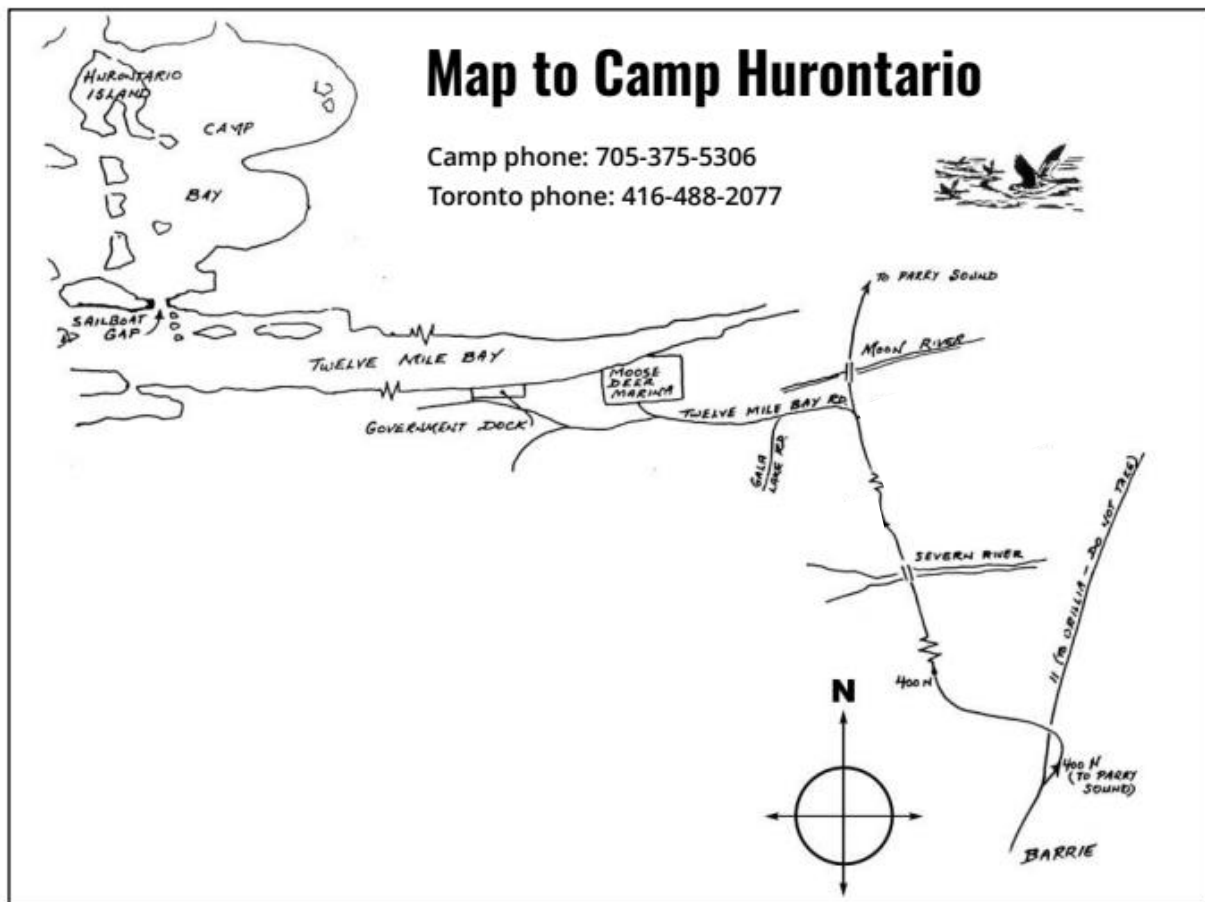 Map to Camp Hurontario
Camp phone: 705-375-5306
Toronto phone: 416-488-2077
HURONTARIO
ISLAND
CAMP
BAY
SAILBOAT
GAP
TWELVE MILE BAY
GOVERNMENT DOCK
MOOSE
DEER
MARINA
TO PARRY SOUND
MOON RIVER
TWELVE MILE BAY RD.
GALA
LAKE RD.
SEVERN RIVER
11 (TO ORILLIA - DO NOT TAKE)
400 N
N
400 N
(TO PARRY
SOUND)
BARRIE